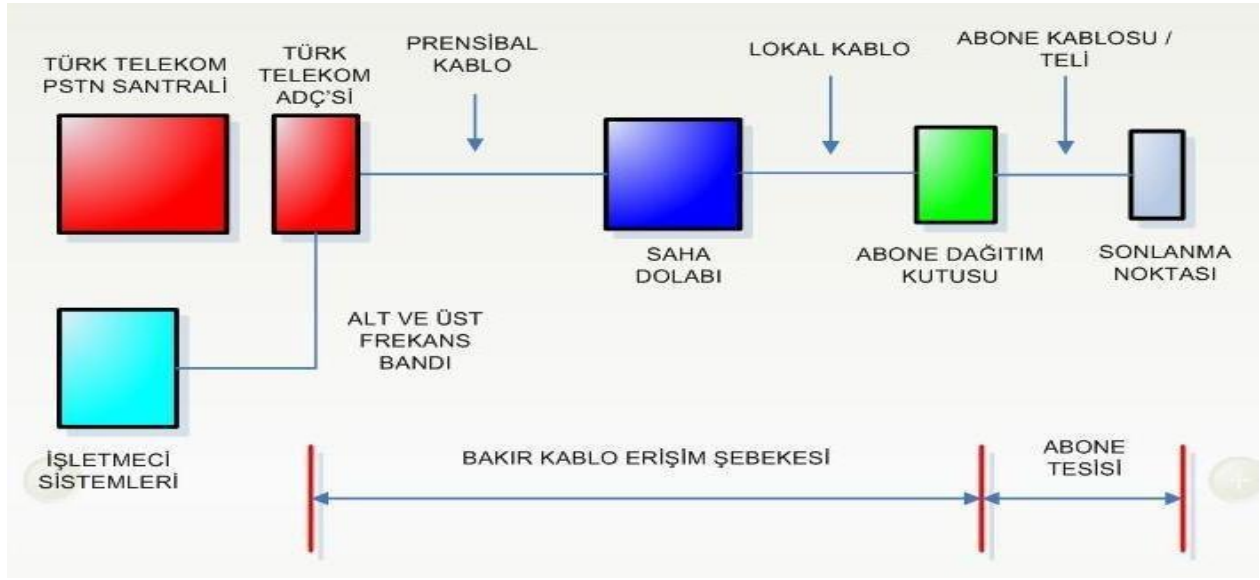 TÜRK TELEKOM
PSTN SANTRALİ
TÜRK
TELEKOM
ADÇ'Sİ
PRENSİBAL
KABLO
LOKAL KABLO
ABONE KABLOSU /
TELİ
SAHA
DOLABI
ABONE DAĞITIM
KUTUSU
SONLANMA
NOKTASI
ALT VE ÜST
FREKANS
BANDI
İŞLETMECİ
SİSTEMLERİ
BAKIR KABLO ERİŞİM ŞEBEKESİ
ABONE
TESİSİ